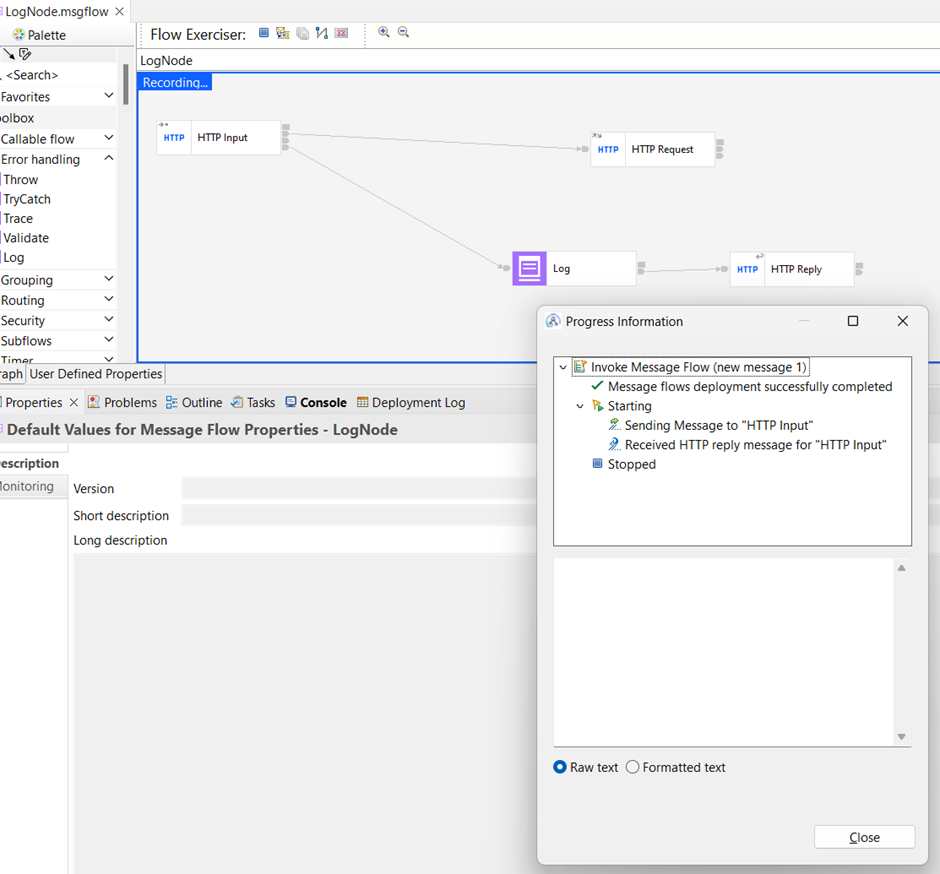 LogNode.msgflow
Palette
Flow Exerciser:
LogNode
<Search>
Favorites
olbox
Callable flow
Error handling
Throw
TryCatch
Trace
Validate
Log
Grouping
Routing
Security
Subflows
Timer
Recording...
HTTP HTTP Input
HTTP HTTP Request
Log
HTTP HTTP Reply
raph User Defined Properties
Properties Problems Outline Tasks Console Deployment Log
Default Values for Message Flow Properties - LogNode
escription
onitoring
Version
Short description
Long description
Progress Information
Invoke Message Flow (new message 1)
Message flows deployment successfully completed
Starting
Sending Message to "HTTP Input"
Received HTTP reply message for "HTTP Input"
Stopped
Raw text Formatted text
Close